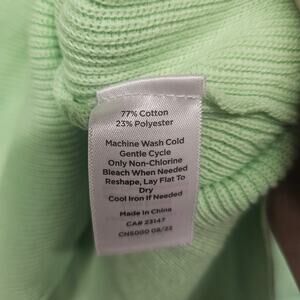 77% Cotton
23% Polyester
Machine Wash Cold
Gentle Cycle
Only Non-Chlorine
Bleach When Needed
Reshape, Lay Flat To
Dry
Cool Iron If Needed
Made In China
CA# 23147
CN5000 08/22